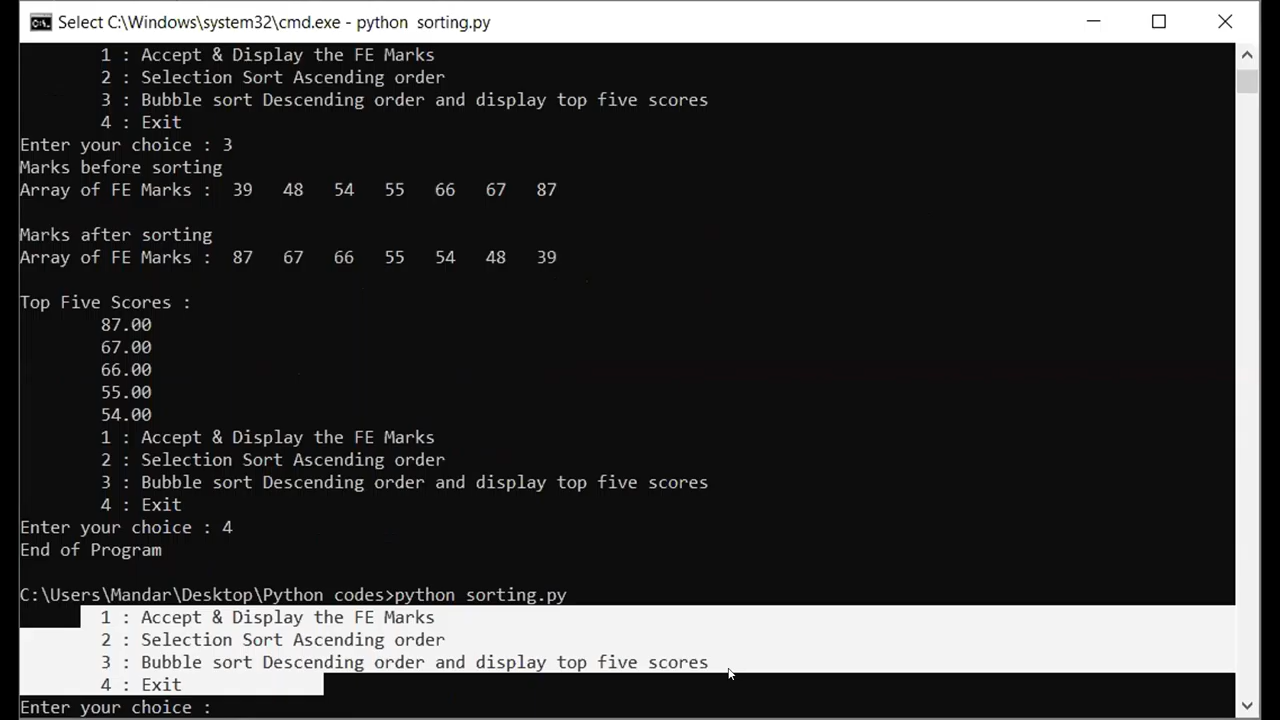 Select C:\Windows\system32\cmd.exe - python  sorting.py
1 : Accept & Display the FE Marks
2 : Selection Sort Ascending order
3 : Bubble sort Descending order and display top five scores
4 : Exit
Enter your choice : 3
Marks before sorting
Array of FE Marks :  39   48   54   55   66   67   87
Marks after sorting
Array of FE Marks :  87   67   66   55   54   48   39
Top Five Scores :
87.00
67.00
66.00
55.00
54.00
1 : Accept & Display the FE Marks
2 : Selection Sort Ascending order
3 : Bubble sort Descending order and display top five scores
4 : Exit
Enter your choice : 4
End of Program
C:\Users\Mandar\Desktop\Python codes>python sorting.py
1 : Accept & Display the FE Marks
2 : Selection Sort Ascending order
3 : Bubble sort Descending order and display top five scores
4 : Exit
Enter your choice :